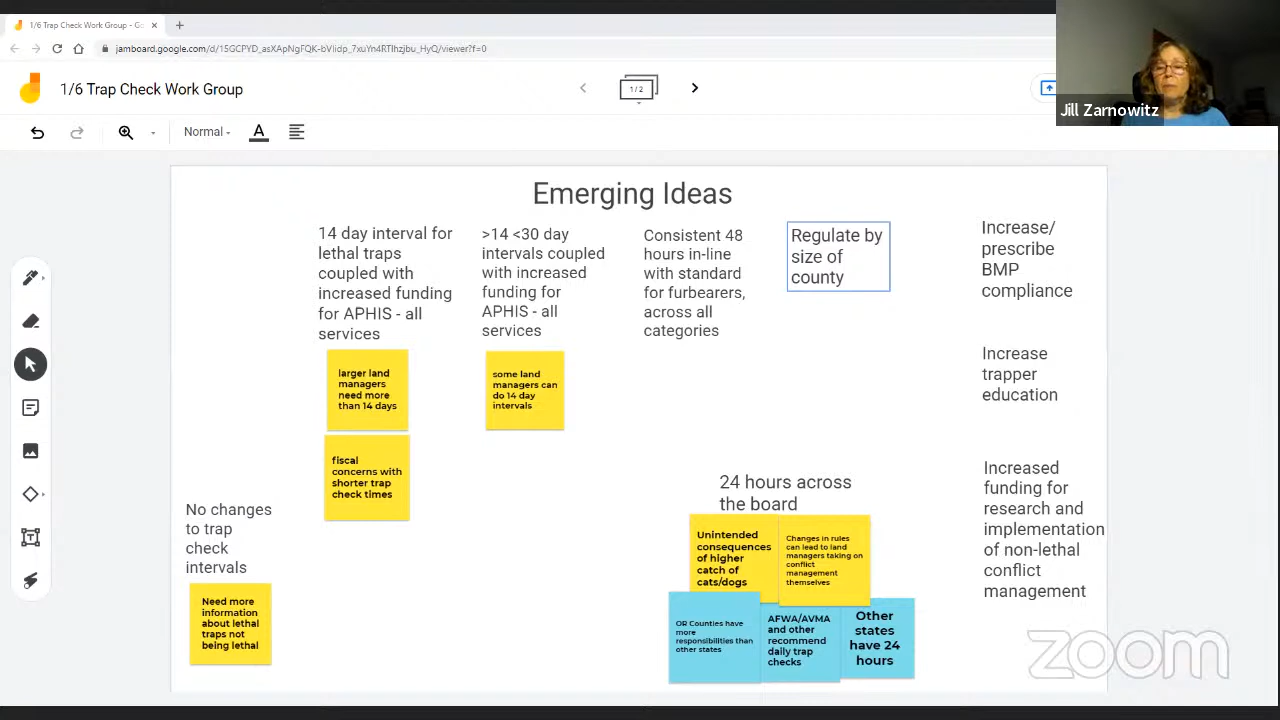 1/6 Trap Check Work Group - Go
jamboard.google.com/d/15GCPYD_asXApNgFQK-bViidp_7xuYn4RTIhzjbu_HyQ/viewer?f=0
1/6 Trap Check Work Group
1 / 2
Normal
A
Jill Zarnowitz
Emerging Ideas
14 day interval for
lethal traps
coupled with
increased funding
for APHIS - all
services
larger land
managers
need more
than 14 days
fiscal
concerns with
shorter trap
check times
>14 <30 day
intervals coupled
with increased
funding for
APHIS - all
services
some land
managers can
do 14 day
intervals
Consistent 48
hours in-line
with standard
for furbearers,
across all
categories
Regulate by
size of
county
Increase/
prescribe
BMP
compliance
Increase
trapper
education
Increased
funding for
research and
implementation
of non-lethal
conflict
management
No changes
to trap
check
intervals
Need more
information
about lethal
traps not
being lethal
24 hours across
the board
Unintended
consequences
of higher
catch of
cats/dogs
Changes in rules
can lead to land
managers taking on
conflict
management
themselves
OR Counties have
more
responsibilities than
other states
AFWA/AVMA
and other
recommend
daily trap
checks
Other
states
have 24
hours
zoom